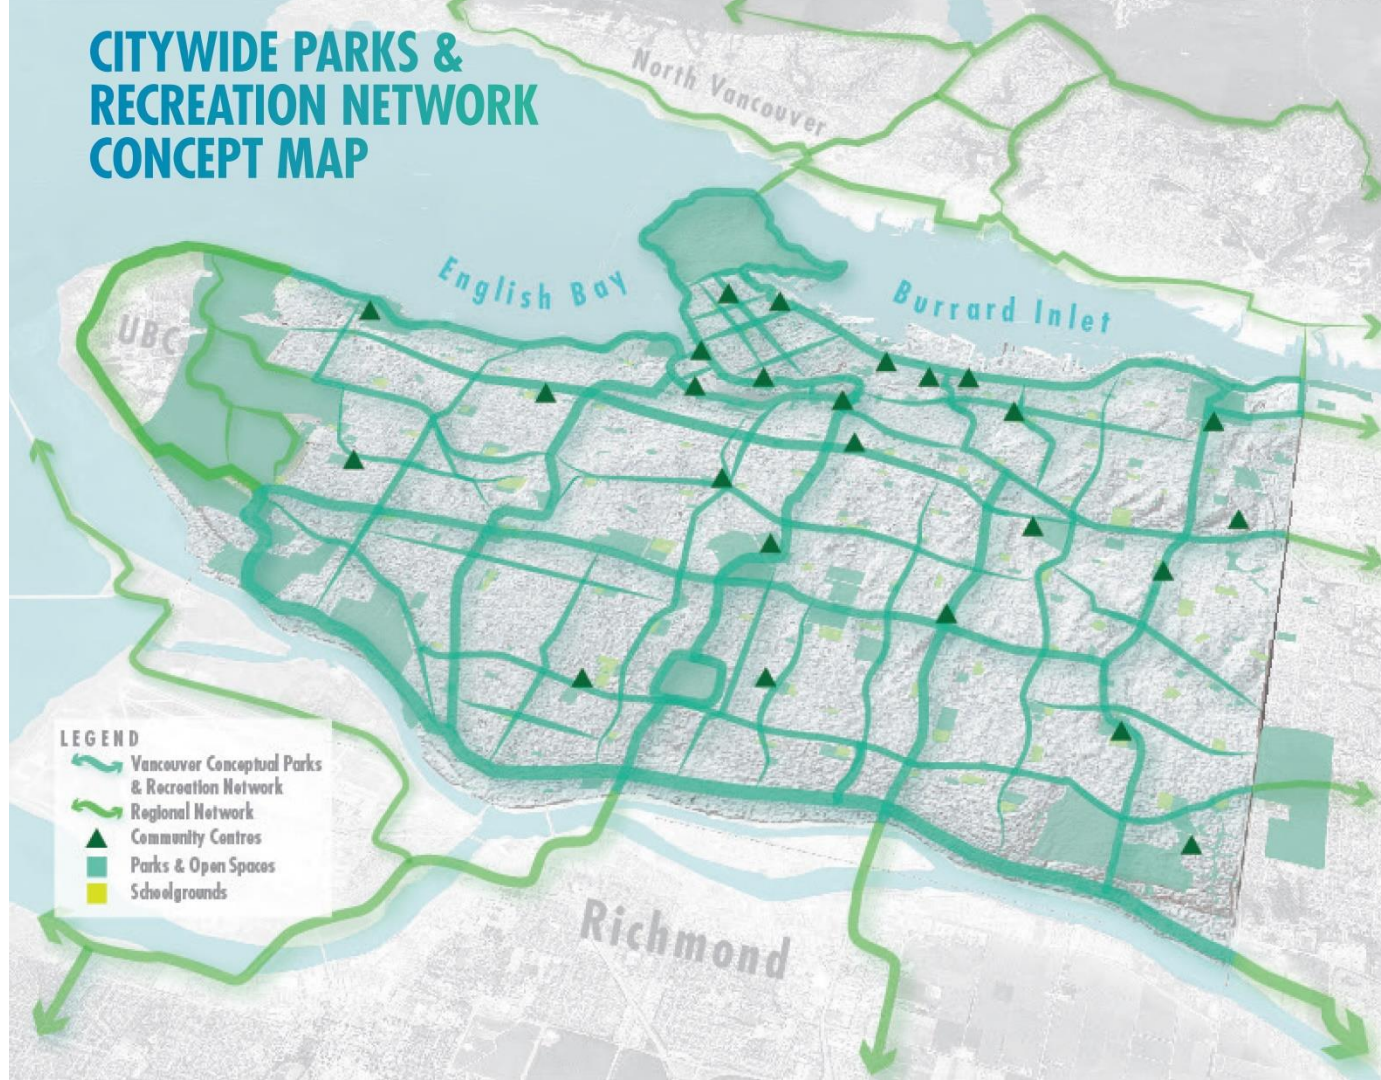 CITYWIDE PARKS &
RECREATION NETWORK
CONCEPT MAP
North Vancouver
UBC
English Bay
Burrard Inlet
LEGEND
Vancouver Conceptual Parks
& Recreation Network
Regional Network
Community Centres
Parks & Open Spaces
Schoolgrounds
Richmond